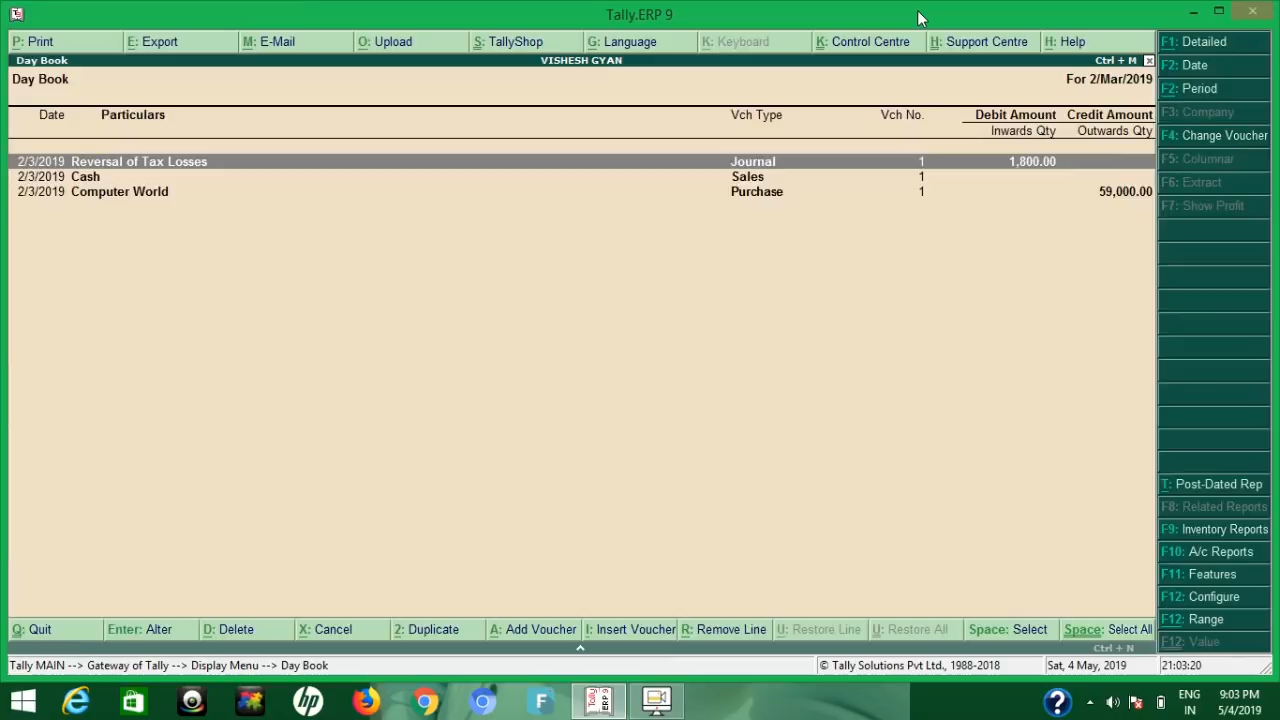 Tally.ERP 9
P: Print E: Export M: E-Mail O: Upload S: TallyShop G: Language K: Keyboard K: Control Centre H: Support Centre H: Help
Day Book VISHESH GYAN Ctrl + M
Day Book For 2/Mar/2019
Date Particulars Vch Type Vch No. Debit Amount Credit Amount
Inwards Qty Outwards Qty
2/3/2019 Reversal of Tax Losses Journal 1 1,800.00
2/3/2019 Cash Sales 1
2/3/2019 Computer World Purchase 1 59,000.00
F1: Detailed
F2: Date
F2: Period
F3: Company
F4: Change Voucher
F5: Columnar
F6: Extract
F7: Show Profit
T: Post-Dated Rep
F8: Related Reports
F9: Inventory Reports
F10: A/c Reports
F11: Features
F12: Configure
F12: Range
F12: Value
Q: Quit Enter: Alter D: Delete X: Cancel 2: Duplicate A: Add Voucher I: Insert Voucher R: Remove Line U: Restore Line U: Restore All Space: Select Space: Select All
Ctrl + N
Tally MAIN --> Gateway of Tally --> Display Menu --> Day Book © Tally Solutions Pvt Ltd., 1988-2018 Sat, 4 May, 2019 21:03:20
ENG 9:03 PM
IN 5/4/2019